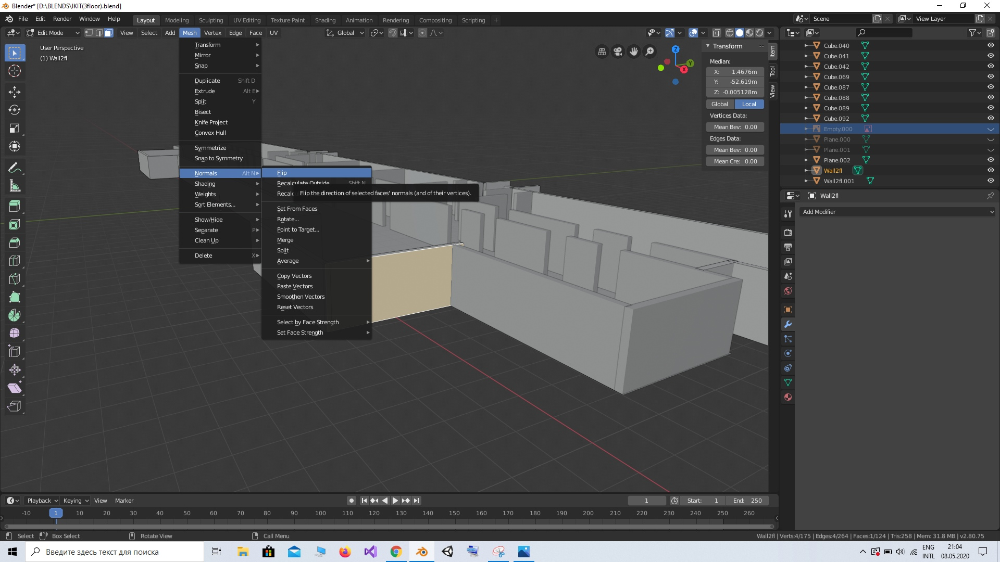 Blender* [D:\BLENDS\IKIT(3floor).blend]
File Edit Render Window Help
Layout Modeling Sculpting UV Editing Texture Paint Shading Animation Rendering Compositing Scripting +
Scene
View Layer
Edit Mode View Select Add Mesh Vertex Edge Face UV
Global
User Perspective
(1) Wall2fl
Transform
Mirror
Snap
Duplicate Shift D
Extrude Alt E
Split Y
Bisect
Knife Project
Convex Hull
Symmetrize
Snap to Symmetry
Normals Alt N
Shading
Weights
Sort Elements...
Show/Hide
Separate P
Clean Up
Delete X
Flip
Recalculate Outside Shift N
Flip the direction of selected faces' normals (and of their vertices).
Set From Faces
Rotate...
Point to Target...
Merge
Split
Average
Copy Vectors
Paste Vectors
Smoothen Vectors
Reset Vectors
Select by Face Strength
Set Face Strength
Z
Y
X
Transform
Median:
X: 1.4676m
Y: -52.619m
Z: -0.005128m
Global Local
Vertices Data:
Mean Bev: 0.00
Edges Data:
Mean Bev: 0.00
Mean Cre: 0.00
Item
Tool
View
Cube.040
Cube.041
Cube.042
Cube.069
Cube.087
Cube.088
Cube.089
Cube.092
Empty.000
Plane.000
Plane.001
Plane.002
Wall2fl
Wall2fl.001
Wall2fl
Add Modifier
Playback Keying View Marker
1
Start: 1
End: 250
-10 1 10 20 30 40 50 60 70 80 90 100 110 120 130 140 150 160 170 180 190 200 210 220 230 240 250 260
Select Box Select Rotate View Call Menu
Wall2fl | Verts:4/175 | Edges:4/264 | Faces:1/124 | Tris:258 | Mem: 31.8 MB | v2.80.75
Введите здесь текст для поиска
ENG
INTL
21:04
08.05.2020